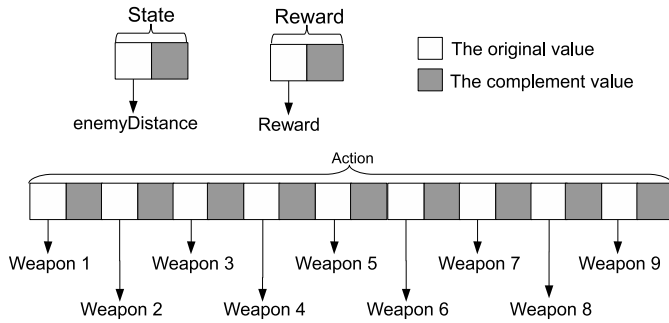 State
Reward
The original value
The complement value
enemyDistance
Reward
Action
Weapon 1
Weapon 3
Weapon 5
Weapon 7
Weapon 9
Weapon 2
Weapon 4
Weapon 6
Weapon 8